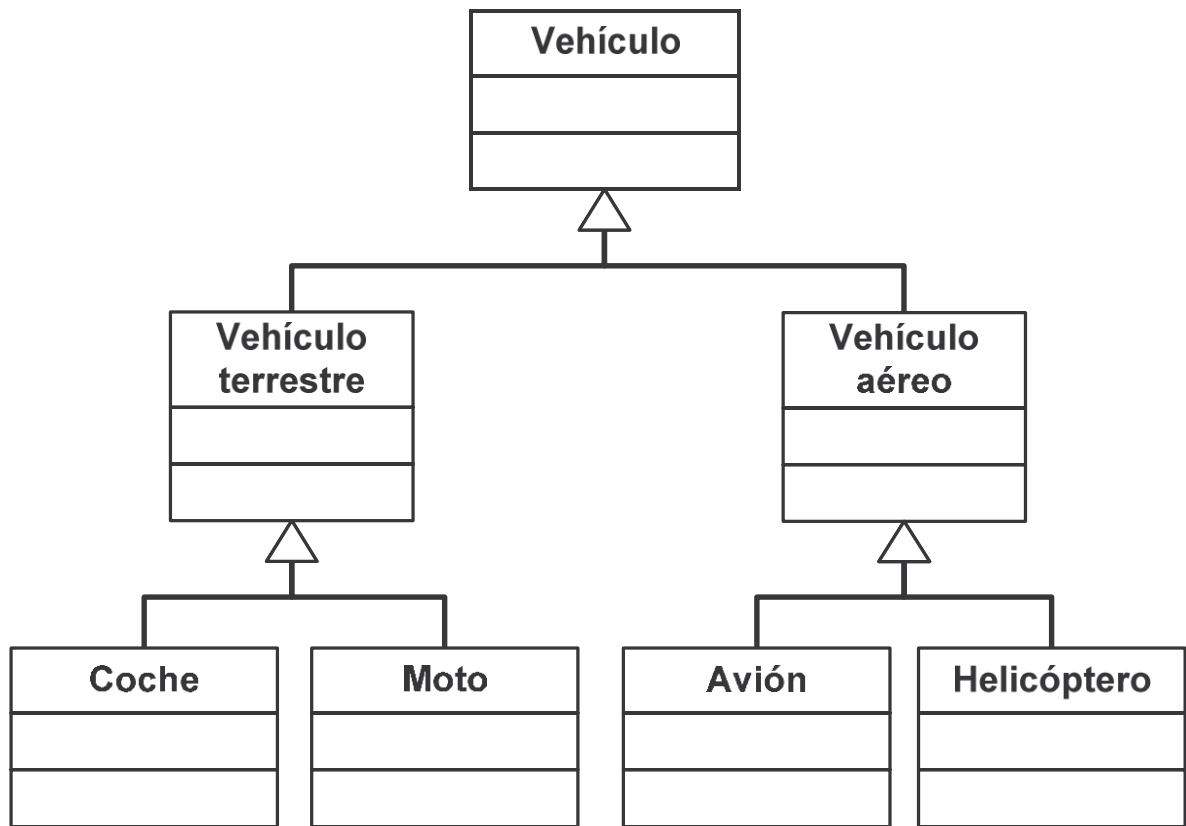 Vehículo
Vehículo
terrestre
Vehículo
aéreo
Coche
Moto
Avión
Helicóptero